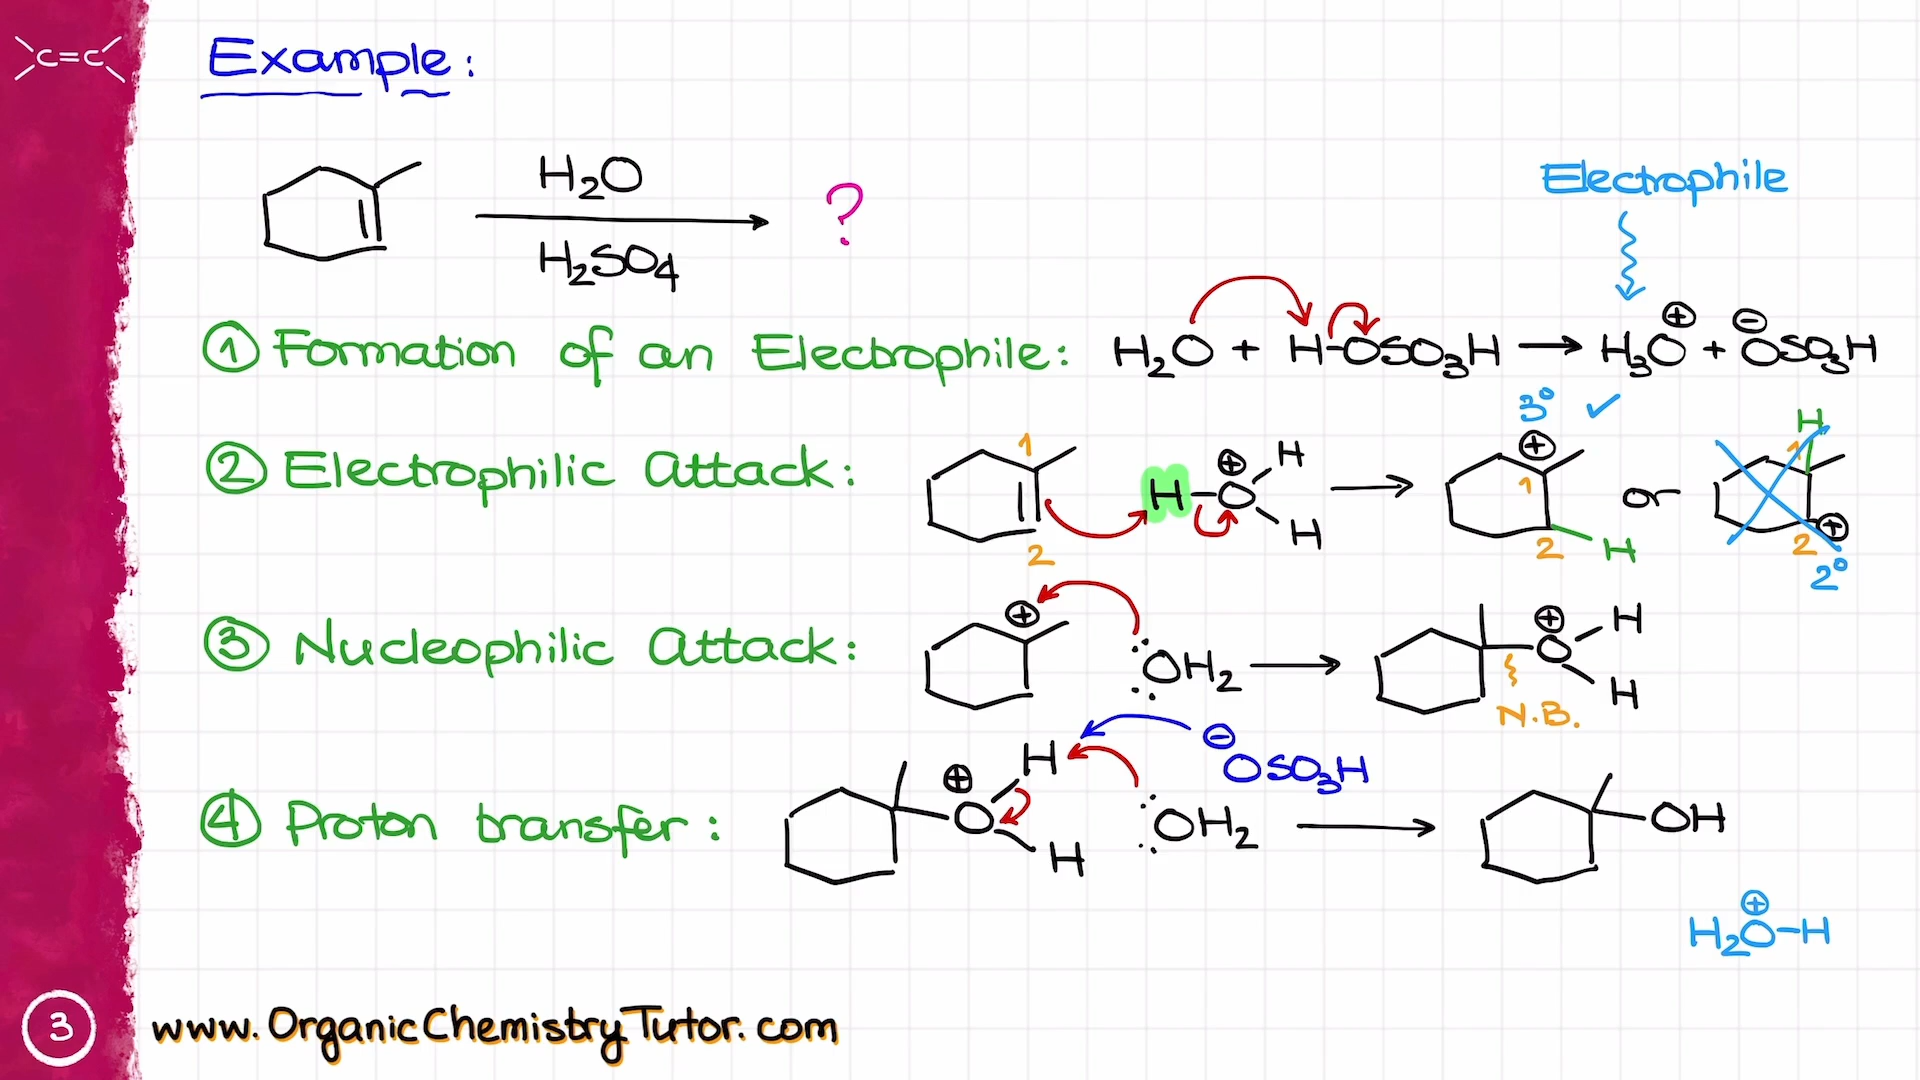 C=C
Example:
H₂O
H₂SO₄
?
Electrophile
① Formation of an Electrophile: H₂O + H-OSO₃H → H₃O⊕ + ⊖OSO₃H
3° ✓
② Electrophilic Attack: 1 2 H-O⊕ H H → ⊕ 1 2 H or H 1 2 ⊕ 2°
③ Nucleophilic Attack: ⊕ :OH₂ → ⊕O H H N.B.
④ Proton transfer: ⊕O H H :OH₂ ⊖OSO₃H → OH
H₂O⊕-H
3 www.OrganicChemistryTutor.com